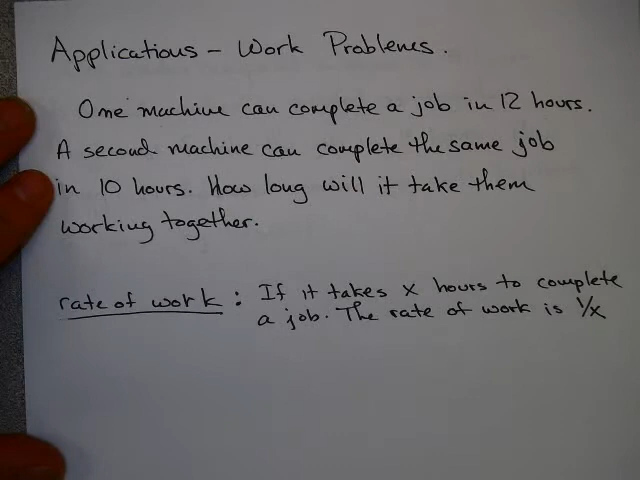 Applications - Work Problems.
One machine can complete a job in 12 hours.
A second machine can complete the same job
in 10 hours. How long will it take them
working together.
rate of work : If it takes x hours to complete
a job. The rate of work is 1/x